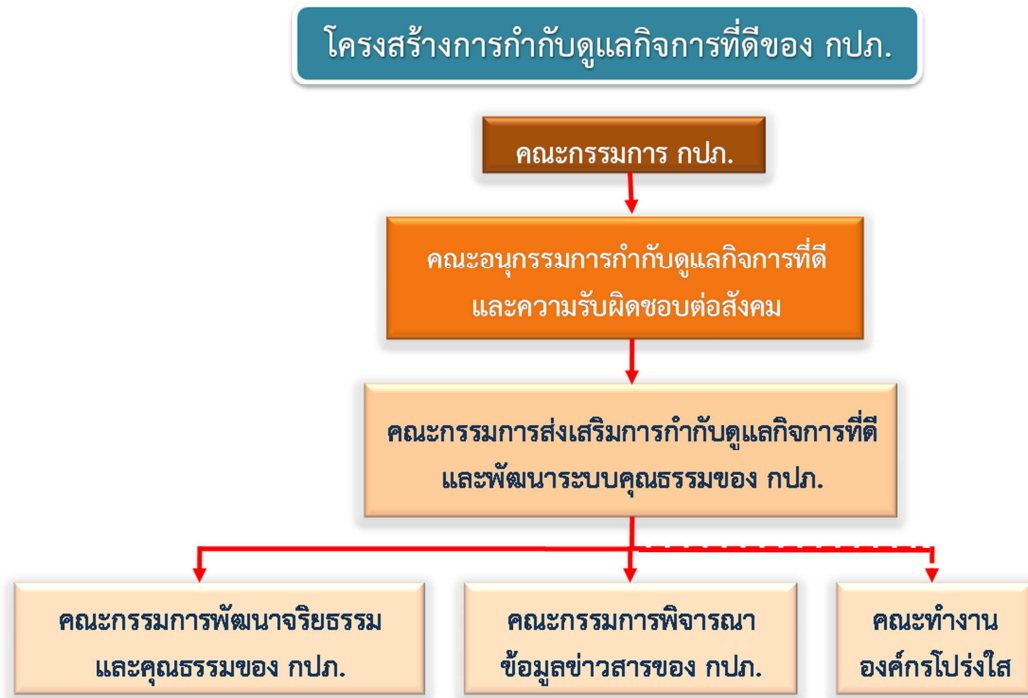 โครงสร้างการกำกับดูแลกิจการที่ดีของ กปภ.
คณะกรรมการ กปภ.
คณะอนุกรรมการกำกับดูแลกิจการที่ดี
และความรับผิดชอบต่อสังคม
คณะกรรมการส่งเสริมการกำกับดูแลกิจการที่ดี
และพัฒนาระบบคุณธรรมของ กปภ.
คณะกรรมการพัฒนาจริยธรรม
และคุณธรรมของ กปภ.
คณะกรรมการพิจารณา
ข้อมูลข่าวสารของ กปภ.
คณะทำงาน
องค์กรโปร่งใส